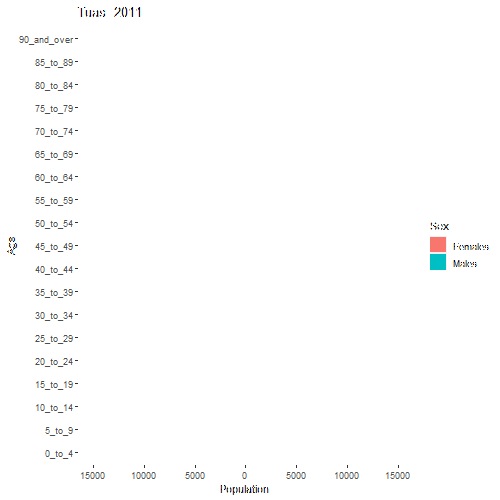 Tuas 2011
90_and_over
85_to_89
80_to_84
75_to_79
70_to_74
65_to_69
60_to_64
55_to_59
50_to_54
45_to_49
40_to_44
35_to_39
30_to_34
25_to_29
20_to_24
15_to_19
10_to_14
5_to_9
0_to_4
Age
15000 10000 5000 0 5000 10000 15000
Population
Sex
Females
Males